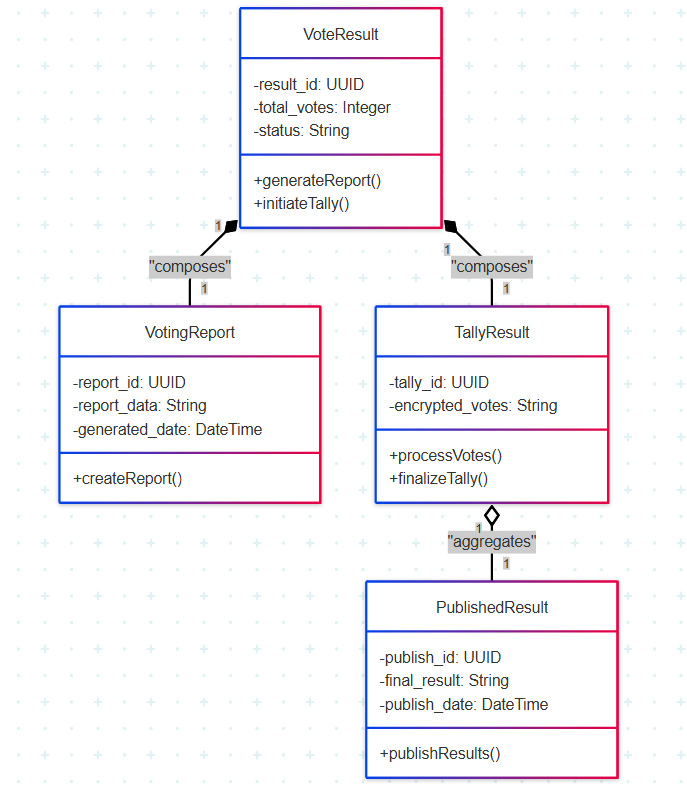 VoteResult
-result_id: UUID
-total_votes: Integer
-status: String
+generateReport()
+initiateTally()
1
1
"composes"
"composes"
1
1
VotingReport
-report_id: UUID
-report_data: String
-generated_date: DateTime
+createReport()
TallyResult
-tally_id: UUID
-encrypted_votes: String
+processVotes()
+finalizeTally()
1
"aggregates"
1
PublishedResult
-publish_id: UUID
-final_result: String
-publish_date: DateTime
+publishResults()